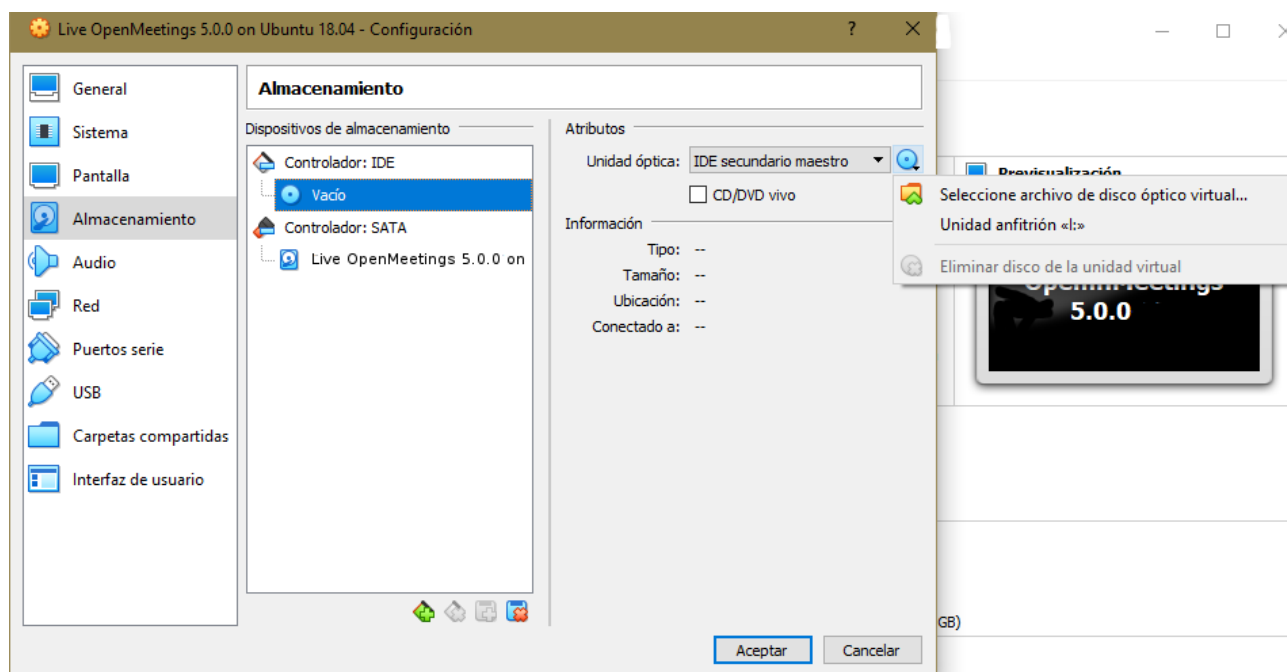 Live OpenMeetings 5.0.0 on Ubuntu 18.04 - Configuración
?
General
Sistema
Pantalla
Almacenamiento
Audio
Red
Puertos serie
USB
Carpetas compartidas
Interfaz de usuario
Almacenamiento
Dispositivos de almacenamiento
Controlador: IDE
Vacío
Controlador: SATA
Live OpenMeetings 5.0.0 on
Atributos
Unidad óptica: IDE secundario maestro
CD/DVD vivo
Información
Tipo: --
Tamaño: --
Ubicación: --
Conectado a: --
Aceptar
Cancelar
Previsualización
Seleccione archivo de disco óptico virtual...
Unidad anfitrión «I:»
Eliminar disco de la unidad virtual
5.0.0
GB)